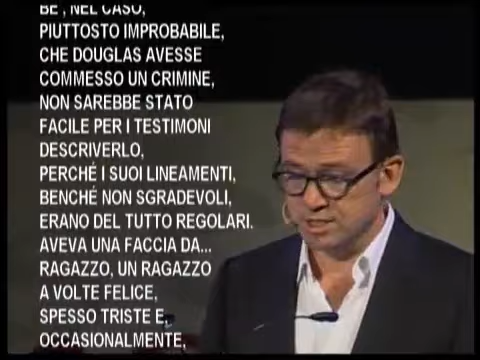 BE', NEL CASO,
PIUTTOSTO IMPROBABILE,
CHE DOUGLAS AVESSE
COMMESSO UN CRIMINE,
NON SAREBBE STATO
FACILE PER I TESTIMONI
DESCRIVERLO,
PERCHÉ I SUOI LINEAMENTI,
BENCHÉ NON SGRADEVOLI,
ERANO DEL TUTTO REGOLARI.
AVEVA UNA FACCIA DA...
RAGAZZO, UN RAGAZZO
A VOLTE FELICE,
SPESSO TRISTE E,
OCCASIONALMENTE,